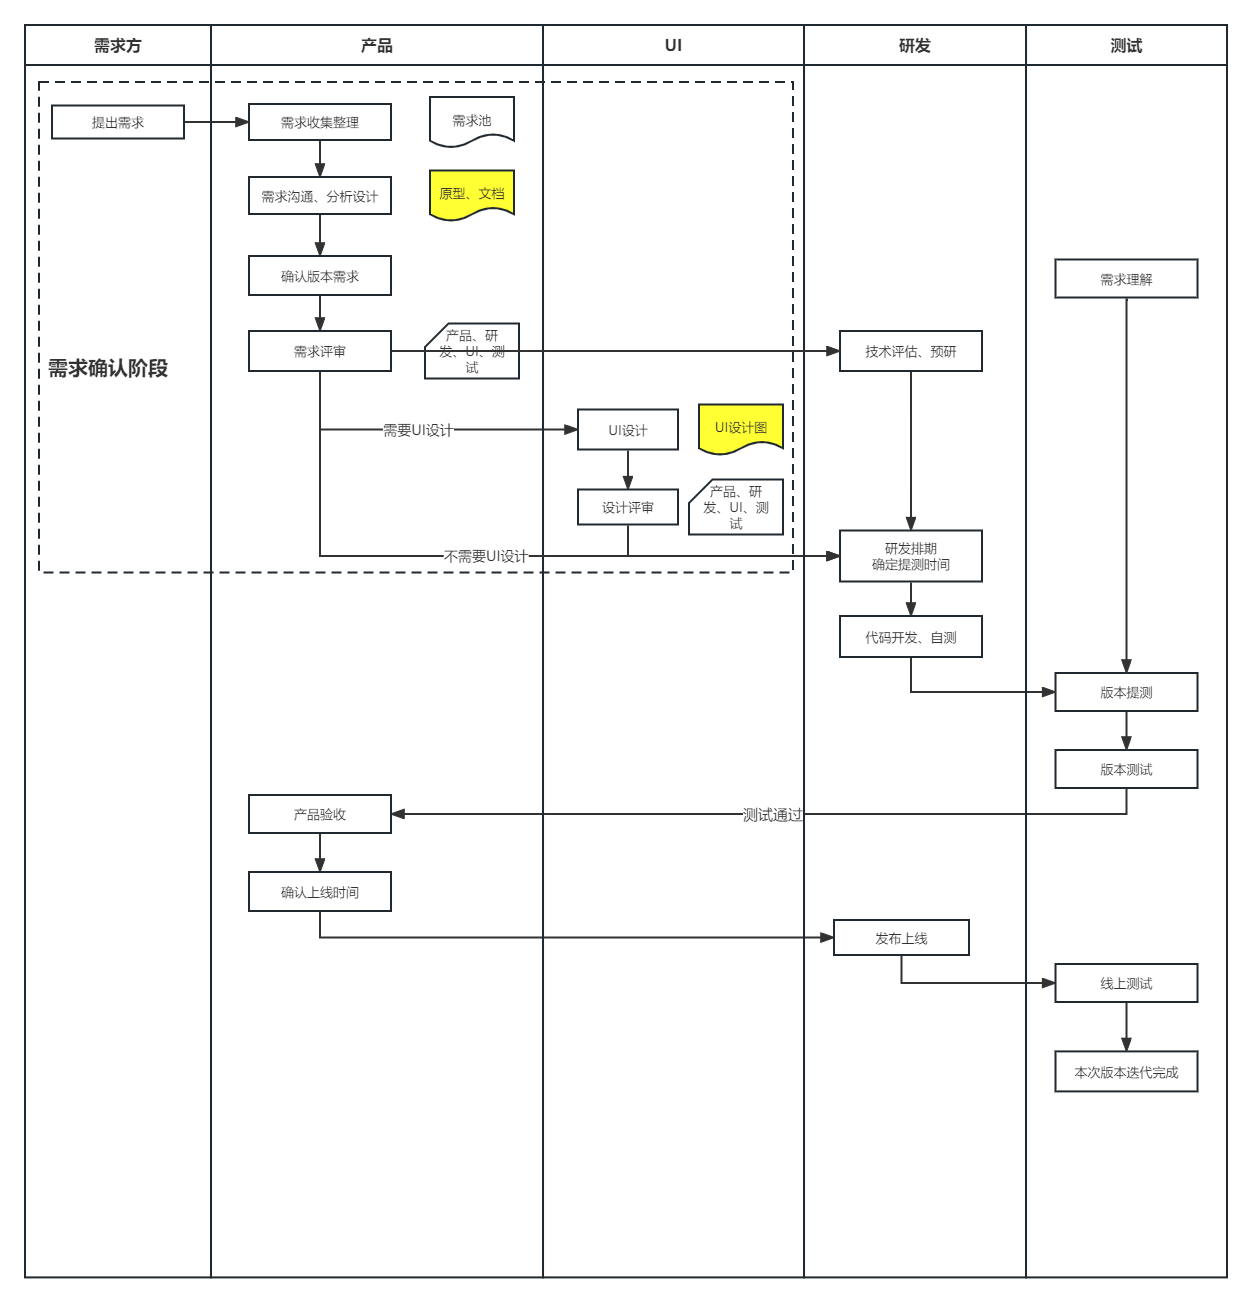 需求方
产品
UI
研发
测试
提出需求
需求收集整理
需求池
需求沟通、分析设计
原型、文档
确认版本需求
需求理解
需求评审
产品、研
发、UI、测
试
技术评估、预研
需求确认阶段
需要UI设计
UI设计
UI设计图
设计评审
产品、研
发、UI、测
试
不需要UI设计
研发排期
确定提测时间
代码开发、自测
版本提测
版本测试
产品验收
测试通过
确认上线时间
发布上线
线上测试
本次版本迭代完成